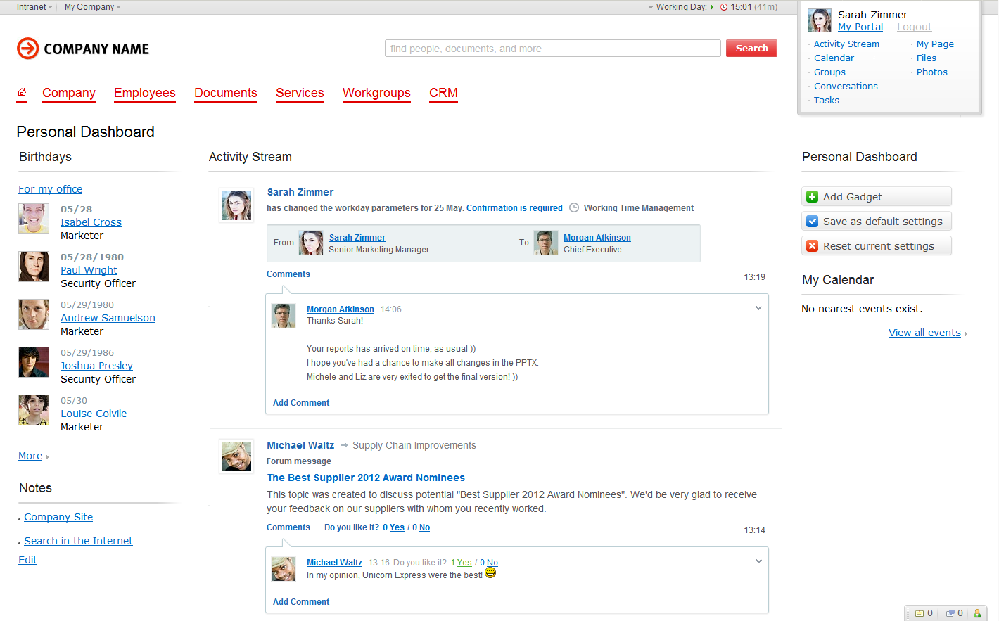 Intranet
My Company
Working Day: 15:01 (41m)
Sarah Zimmer
My Portal Logout
Activity Stream
Calendar
Groups
Conversations
Tasks
My Page
Files
Photos
COMPANY NAME
find people, documents, and more
Search
Company Employees Documents Services Workgroups CRM
Personal Dashboard
Birthdays
For my office
05/28
Isabel Cross
Marketer
05/28/1980
Paul Wright
Security Officer
05/29/1980
Andrew Samuelson
Marketer
05/29/1986
Joshua Presley
Security Officer
05/30
Louise Colvile
Marketer
More
Notes
Company Site
Search in the Internet
Edit
Activity Stream
Sarah Zimmer
has changed the workday parameters for 25 May. Confirmation is required Working Time Management
From: Sarah Zimmer
Senior Marketing Manager
To: Morgan Atkinson
Chief Executive
Comments
13:19
Morgan Atkinson 14:06
Thanks Sarah!
Your reports has arrived on time, as usual ))
I hope you've had a chance to make all changes in the PPTX.
Michele and Liz are very exited to get the final version! ))
Add Comment
Michael Waltz Supply Chain Improvements
Forum message
The Best Supplier 2012 Award Nominees
This topic was created to discuss potential "Best Supplier 2012 Award Nominees". We'd be very glad to receive
your feedback on our suppliers with whom you recently worked.
Comments Do you like it? 0 Yes / 0 No
13:14
Michael Waltz 13:16 Do you like it? 1 Yes / 0 No
In my opinion, Unicorn Express were the best!
Add Comment
Personal Dashboard
Add Gadget
Save as default settings
Reset current settings
My Calendar
No nearest events exist.
View all events
0 0